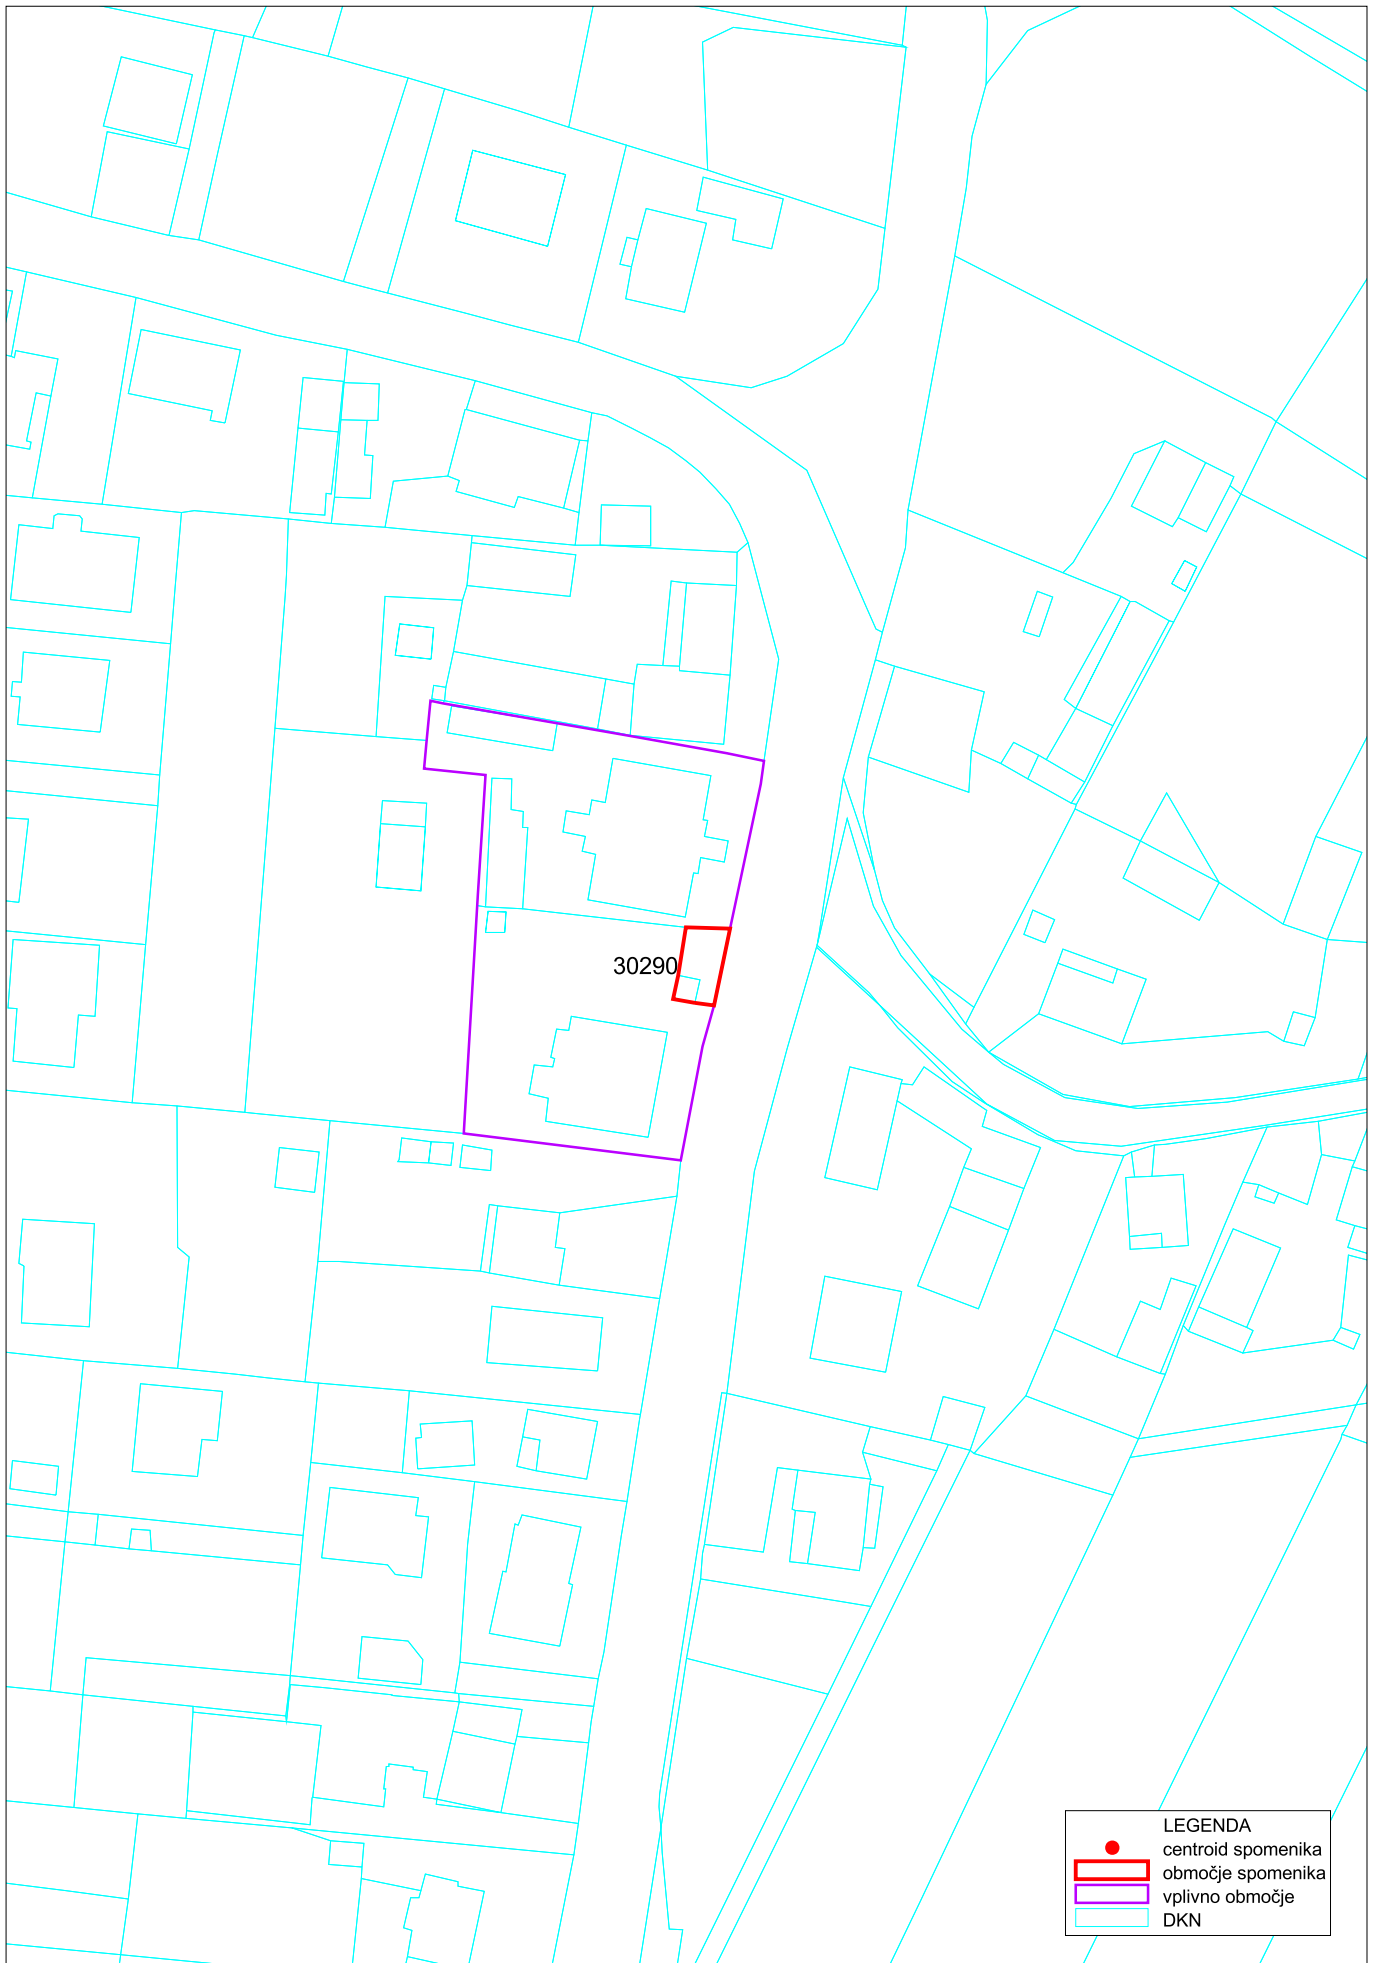 30290
LEGENDA
centroid spomenika
območje spomenika
vplivno območje
DKN